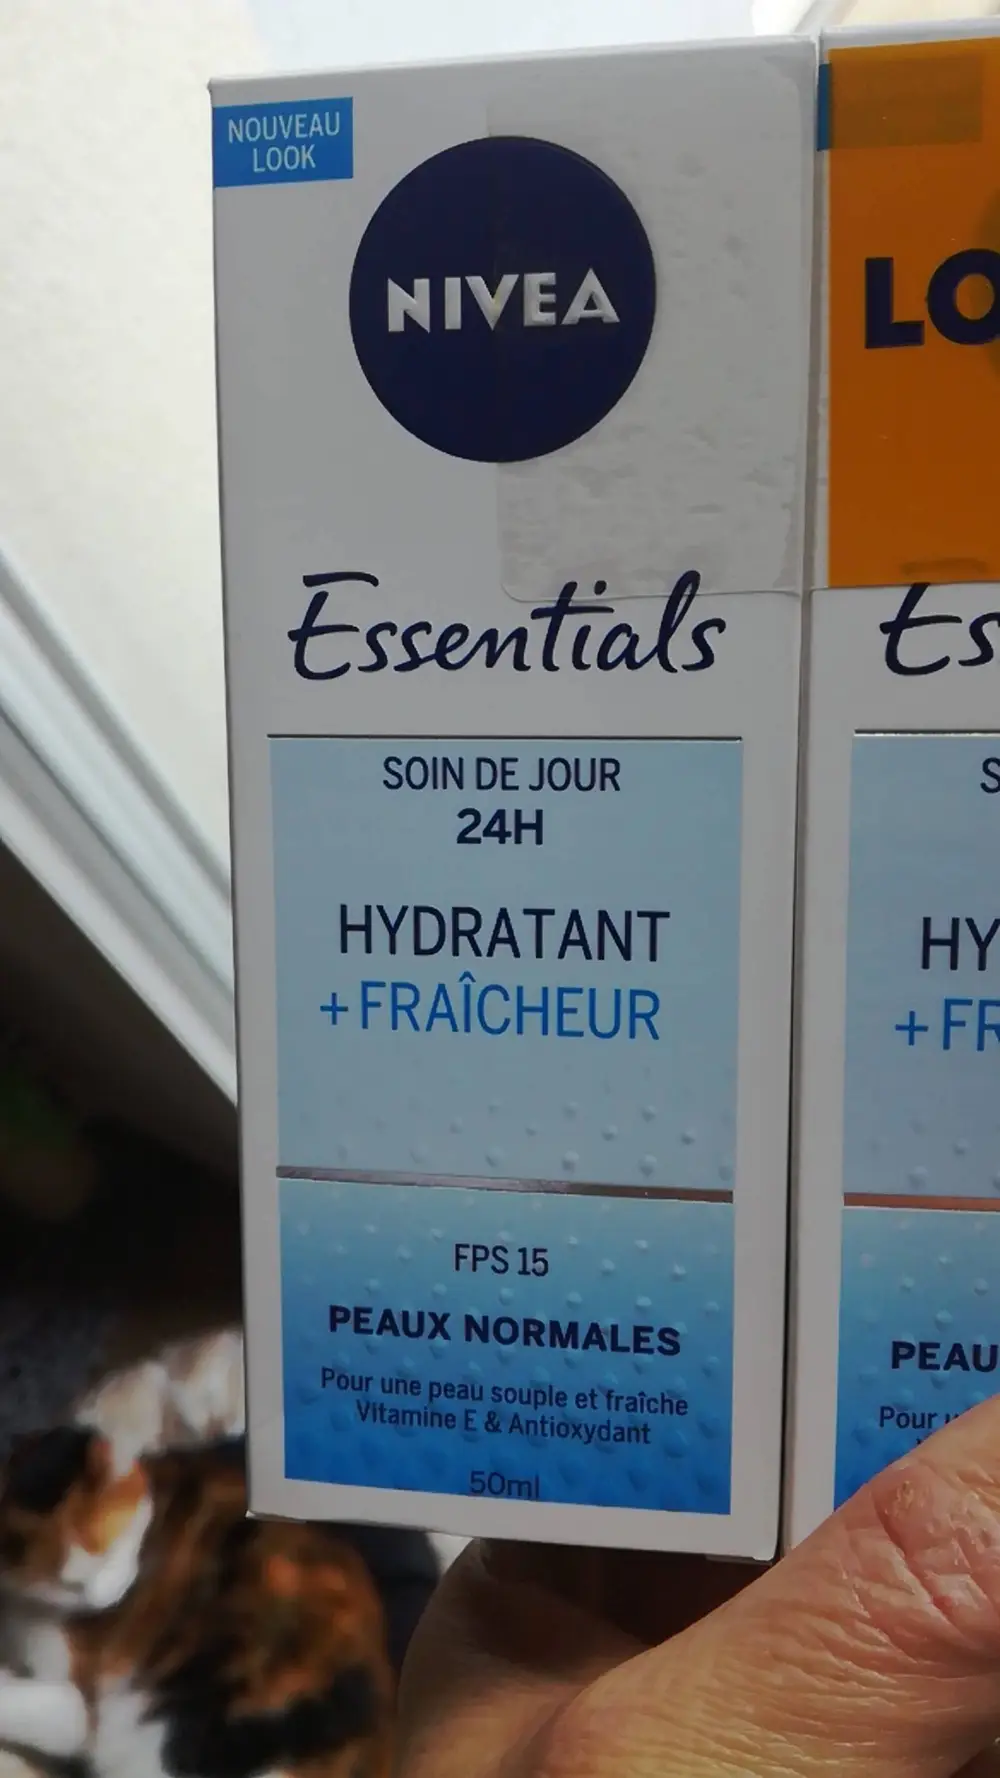 NOUVEAU
LOOK
NIVEA
Essentials
SOIN DE JOUR
24H
HYDRATANT
+ FRAÎCHEUR
FPS 15
PEAUX NORMALES
Pour une peau souple et fraîche
Vitamine E & Antioxydant
50ml
LO
Es
S
HY
+ FR
PEAU
Pour